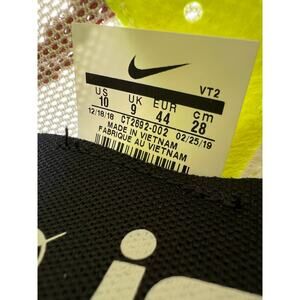 VT2
US UK EUR cm
10 9 44 28
12/18/18 CT2692-002 02/25/19
MADE IN VIETNAM
FABRIQUE AU VIETNAM